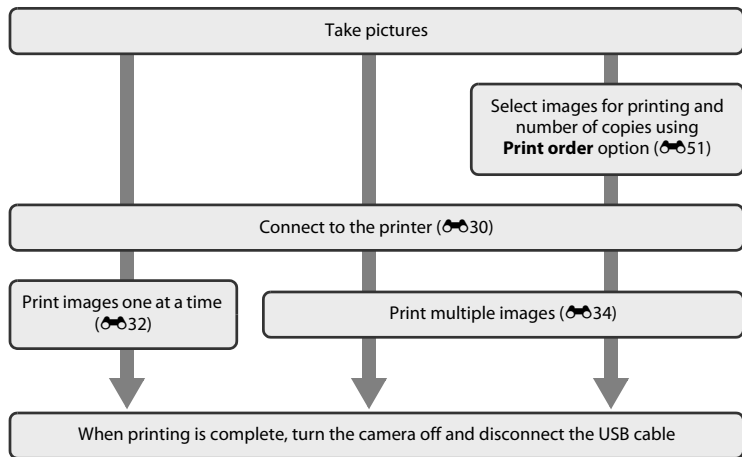 Take pictures
Select images for printing and
number of copies using
Print order option (51)
Connect to the printer (30)
Print images one at a time
(32)
Print multiple images (34)
When printing is complete, turn the camera off and disconnect the USB cable